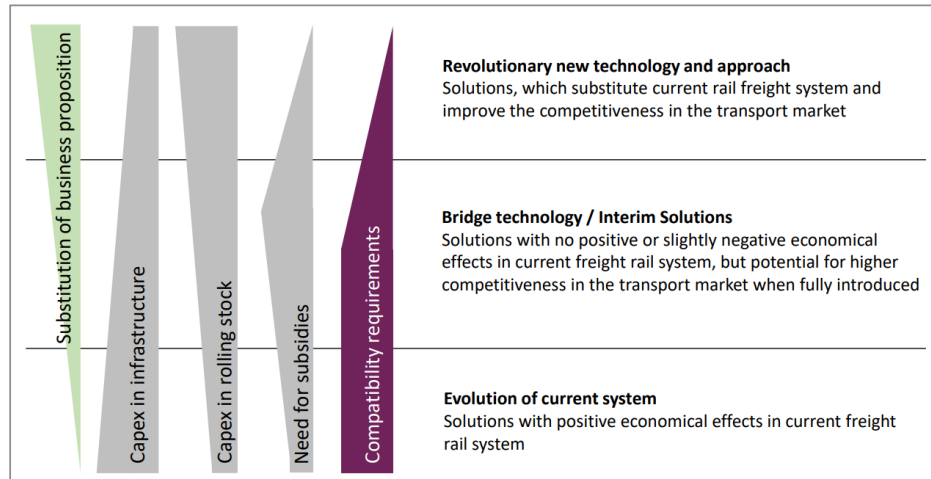 Substitution of business proposition
Capex in infrastructure
Capex in rolling stock
Need for subsidies
Compatibility requirements
Revolutionary new technology and approach
Solutions, which substitute current rail freight system and
improve the competitiveness in the transport market
Bridge technology / Interim Solutions
Solutions with no positive or slightly negative economical
effects in current freight rail system, but potential for higher
competitiveness in the transport market when fully introduced
Evolution of current system
Solutions with positive economical effects in current freight
rail system